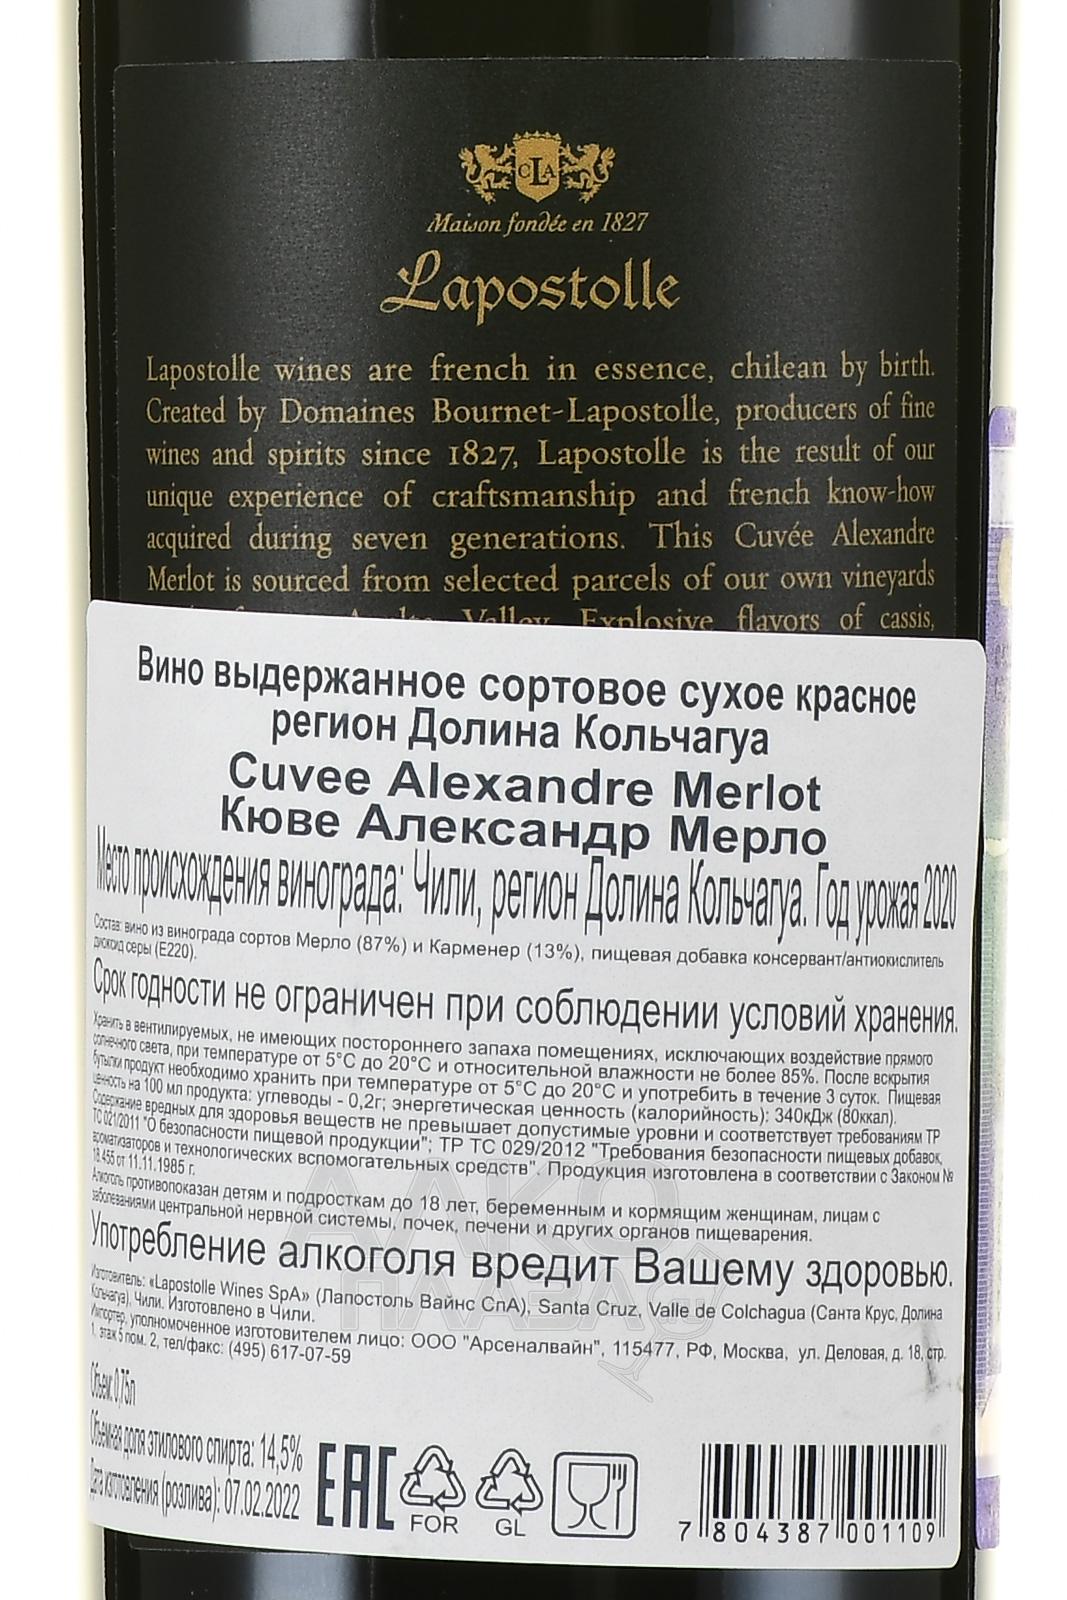 CLA
Maison fondée en 1827
Lapostolle
Lapostolle wines are french in essence, chilean by birth.
Created by Domaines Bournet-Lapostolle, producers of fine
wines and spirits since 1827, Lapostolle is the result of our
unique experience of craftsmanship and french know-how
acquired during seven generations. This Cuvée Alexandre
Merlot is sourced from selected parcels of our own vineyards
Valley. Explosive flavors of cassis,
Вино выдержанное сортовое сухое красное
регион Долина Кольчагуа
Cuvee Alexandre Merlot
Кюве Александр Мерло
Место происхождения винограда: Чили, регион Долина Кольчагуа. Год урожая 2020
Состав: вино из винограда сортов Мерло (87%) и Карменер (13%), пищевая добавка консервант/антиокислитель
диоксид серы (Е220).
Срок годности не ограничен при соблюдении условий хранения.
Хранить в вентилируемых, не имеющих постороннего запаха помещениях, исключающих воздействие прямого
солнечного света, при температуре от 5°С до 20°С и относительной влажности не более 85%. После вскрытия
бутылки продукт необходимо хранить при температуре от 5°С до 20°С и употребить в течение 3 суток. Пищевая
ценность на 100 мл продукта: углеводы - 0,2г; энергетическая ценность (калорийность): 340кДж (80ккал).
Содержание вредных для здоровья веществ не превышает допустимые уровни и соответствует требованиям ТР
ТС 021/2011 "О безопасности пищевой продукции"; ТР ТС 029/2012 "Требования безопасности пищевых добавок,
ароматизаторов и технологических вспомогательных средств". Продукция изготовлена в соответствии с Законом №
18.455 от 11.11.1985 г.
Алкоголь противопоказан детям и подросткам до 18 лет, беременным и кормящим женщинам, лицам с
заболеваниями центральной нервной системы, почек, печени и других органов пищеварения.
Употребление алкоголя вредит Вашему здоровью.
Изготовитель: «Lapostolle Wines SpA» (Лапостоль Вайнс СпА), Santa Cruz, Valle de Colchagua (Санта Крус, Долина
Кольчагуа), Чили. Изготовлено в Чили.
Импортер, уполномоченное изготовителем лицо: ООО "Арсеналвайн", 115477, РФ, Москва, ул. Деловая, д. 18, стр.
1, этаж 5 пом. 2, тел/факс: (495) 617-07-59
Объем: 0,75л
Объемная доля этилового спирта: 14,5%
Дата изготовления (розлива): 07.02.2022
EAC
FOR
GL
7 804387 001109
АЛКО
ПЛАЗА
.ru